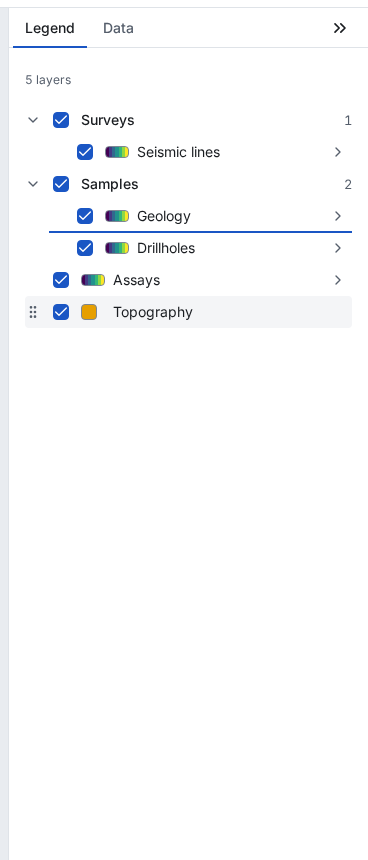 Legend Data
5 layers
Surveys 1
Seismic lines
Samples 2
Geology
Drillholes
Assays
Topography